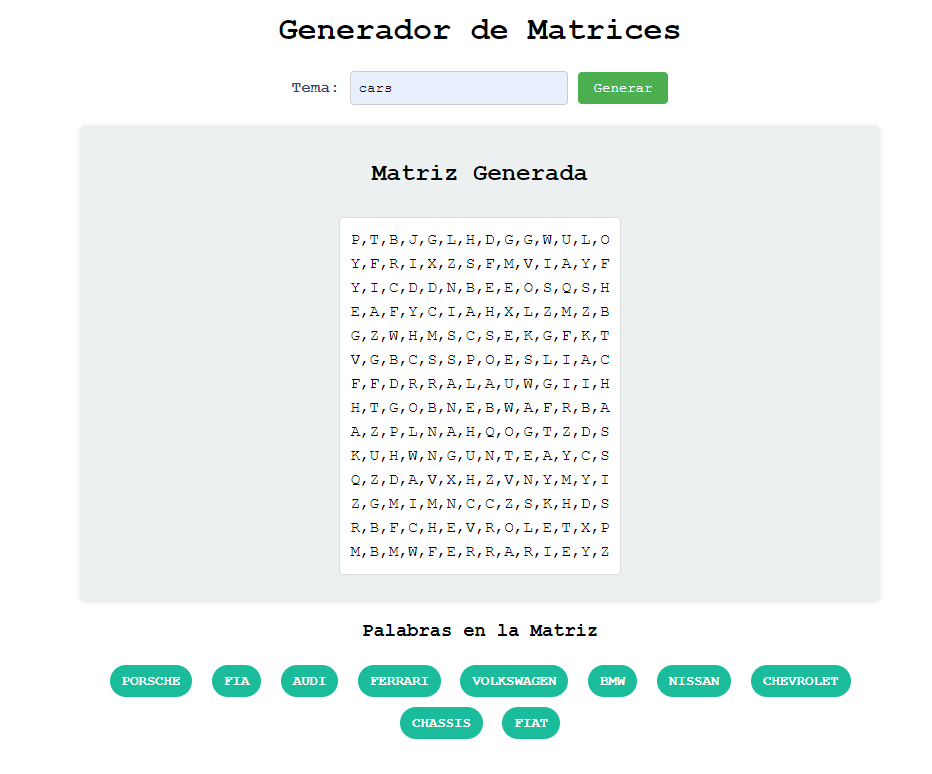 Generador de Matrices
Tema: cars Generar
Matriz Generada
P,T,B,J,G,L,H,D,G,G,W,U,L,O
Y,F,R,I,X,Z,S,F,M,V,I,A,Y,F
Y,I,C,D,D,N,B,E,E,O,S,Q,S,H
E,A,F,Y,C,I,A,H,X,L,Z,M,Z,B
G,Z,W,H,M,S,C,S,E,K,G,F,K,T
V,G,B,C,S,S,P,O,E,S,L,I,A,C
F,F,D,R,R,A,L,A,U,W,G,I,I,H
H,T,G,O,B,N,E,B,W,A,F,R,B,A
A,Z,P,L,N,A,H,Q,O,G,T,Z,D,S
K,U,H,W,N,G,U,N,T,E,A,Y,C,S
Q,Z,D,A,V,X,H,Z,V,N,Y,M,Y,I
Z,G,M,I,M,N,C,C,Z,S,K,H,D,S
R,B,F,C,H,E,V,R,O,L,E,T,X,P
M,B,M,W,F,E,R,R,A,R,I,E,Y,Z
Palabras en la Matriz
PORSCHE FIA AUDI FERRARI VOLKSWAGEN BMW NISSAN CHEVROLET
CHASSIS FIAT